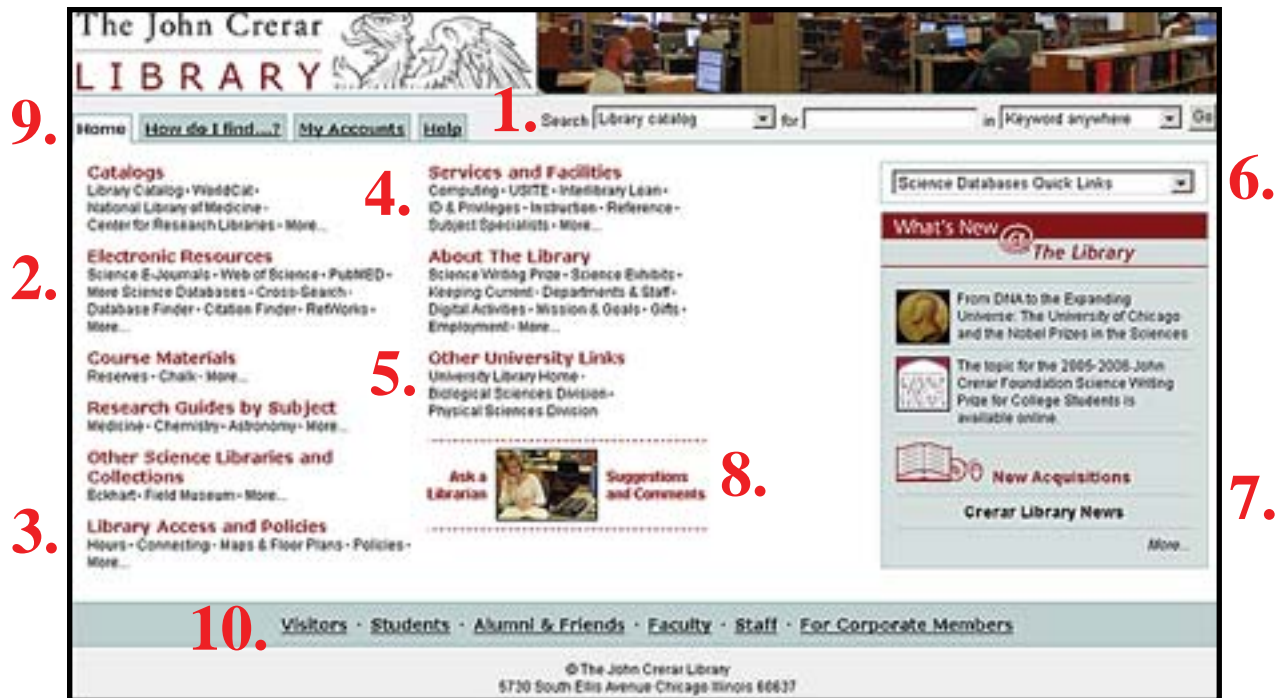 The John Crerar
LIBRARY
9.
Home How do I find...? My Accounts Help
1.
Search Library catalog for in Keyword anywhere Go
Catalogs
Library Catalog · WorldCat ·
National Library of Medicine ·
Center for Research Libraries · More...
2.
Electronic Resources
Science E-Journals · Web of Science · PubMED ·
More Science Databases · Cross-Search ·
Database Finder · Citation Finder · RefWorks ·
More...
Course Materials
Reserves · Chalk · More...
Research Guides by Subject
Medicine · Chemistry · Astronomy · More...
Other Science Libraries and
Collections
Eckhart · Field Museum · More...
3.
Library Access and Policies
Hours · Connecting · Maps & Floor Plans · Policies ·
More...
4.
Services and Facilities
Computing · USITE · Interlibrary Loan ·
ID & Privileges · Instruction · Reference ·
Subject Specialists · More...
About The Library
Science Writing Prize · Science Exhibits ·
Keeping Current · Departments & Staff ·
Digital Activities · Mission & Goals · Gifts ·
Employment · More...
5.
Other University Links
University Library Home ·
Biological Sciences Division ·
Physical Sciences Division
Ask a
Librarian
Suggestions
and Comments
8.
Science Databases Quick Links
6.
What's New @
The Library
From DNA to the Expanding
Universe: The University of Chicago
and the Nobel Prizes in the Sciences
The topic for the 2005-2006 John
Crerar Foundation Science Writing
Prize for College Students is
available online.
New Acquisitions
7.
Crerar Library News
More...
10.
Visitors · Students · Alumni & Friends · Faculty · Staff · For Corporate Members
© The John Crerar Library
5730 South Ellis Avenue Chicago Illinois 60637